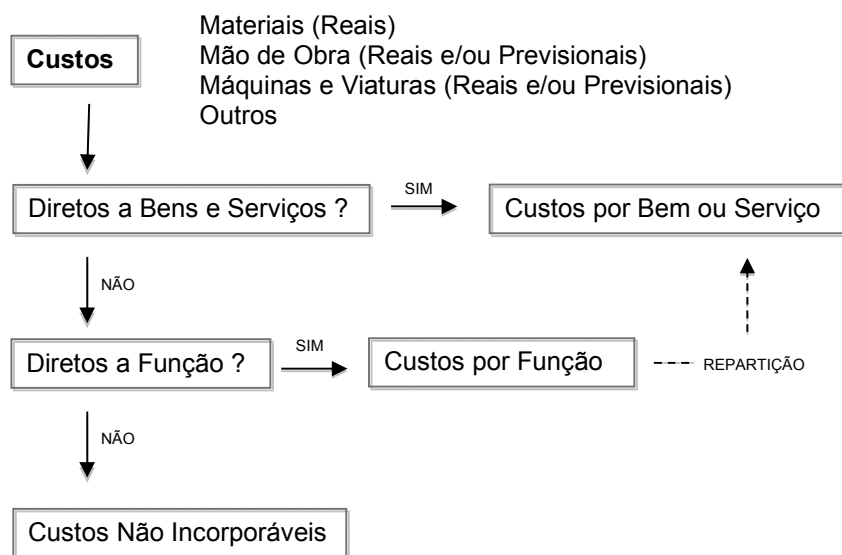 Custos
Materiais (Reais)
Mão de Obra (Reais e/ou Previsionais)
Máquinas e Viaturas (Reais e/ou Previsionais)
Outros
Diretos a Bens e Serviços ?
SIM
Custos por Bem ou Serviço
NÃO
Diretos a Função ?
SIM
Custos por Função
REPARTIÇÃO
NÃO
Custos Não Incorporáveis